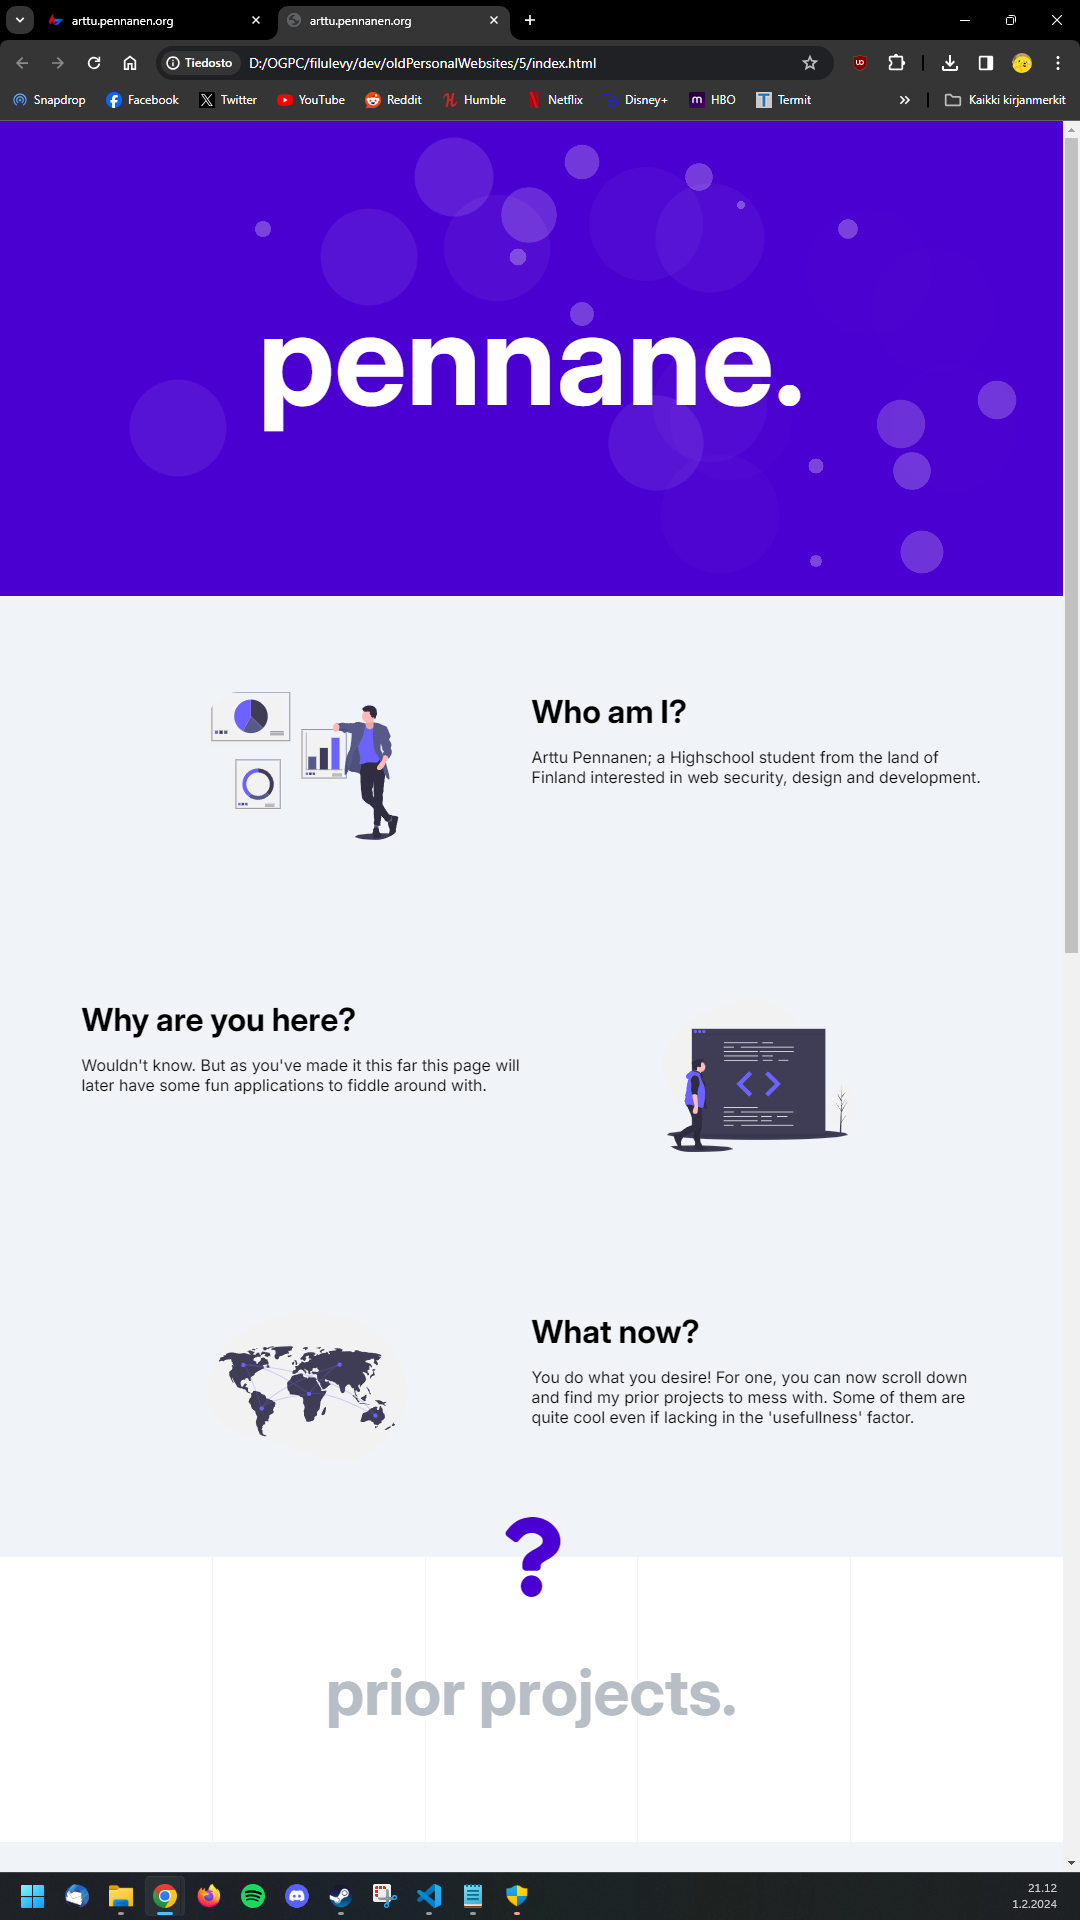 arttu.pennanen.org
arttu.pennanen.org
Tiedosto
D:/OGPC/filulevy/dev/oldPersonalWebsites/5/index.html
Snapdrop
Facebook
Twitter
YouTube
Reddit
Humble
Netflix
Disney+
HBO
Termit
Kaikki kirjanmerkit
pennane.
Who am I?
Arttu Pennanen; a Highschool student from the land of
Finland interested in web security, design and development.
Why are you here?
Wouldn't know. But as you've made it this far this page will
later have some fun applications to fiddle around with.
What now?
You do what you desire! For one, you can now scroll down
and find my prior projects to mess with. Some of them are
quite cool even if lacking in the 'usefullness' factor.
?
prior projects.
21.12
1.2.2024